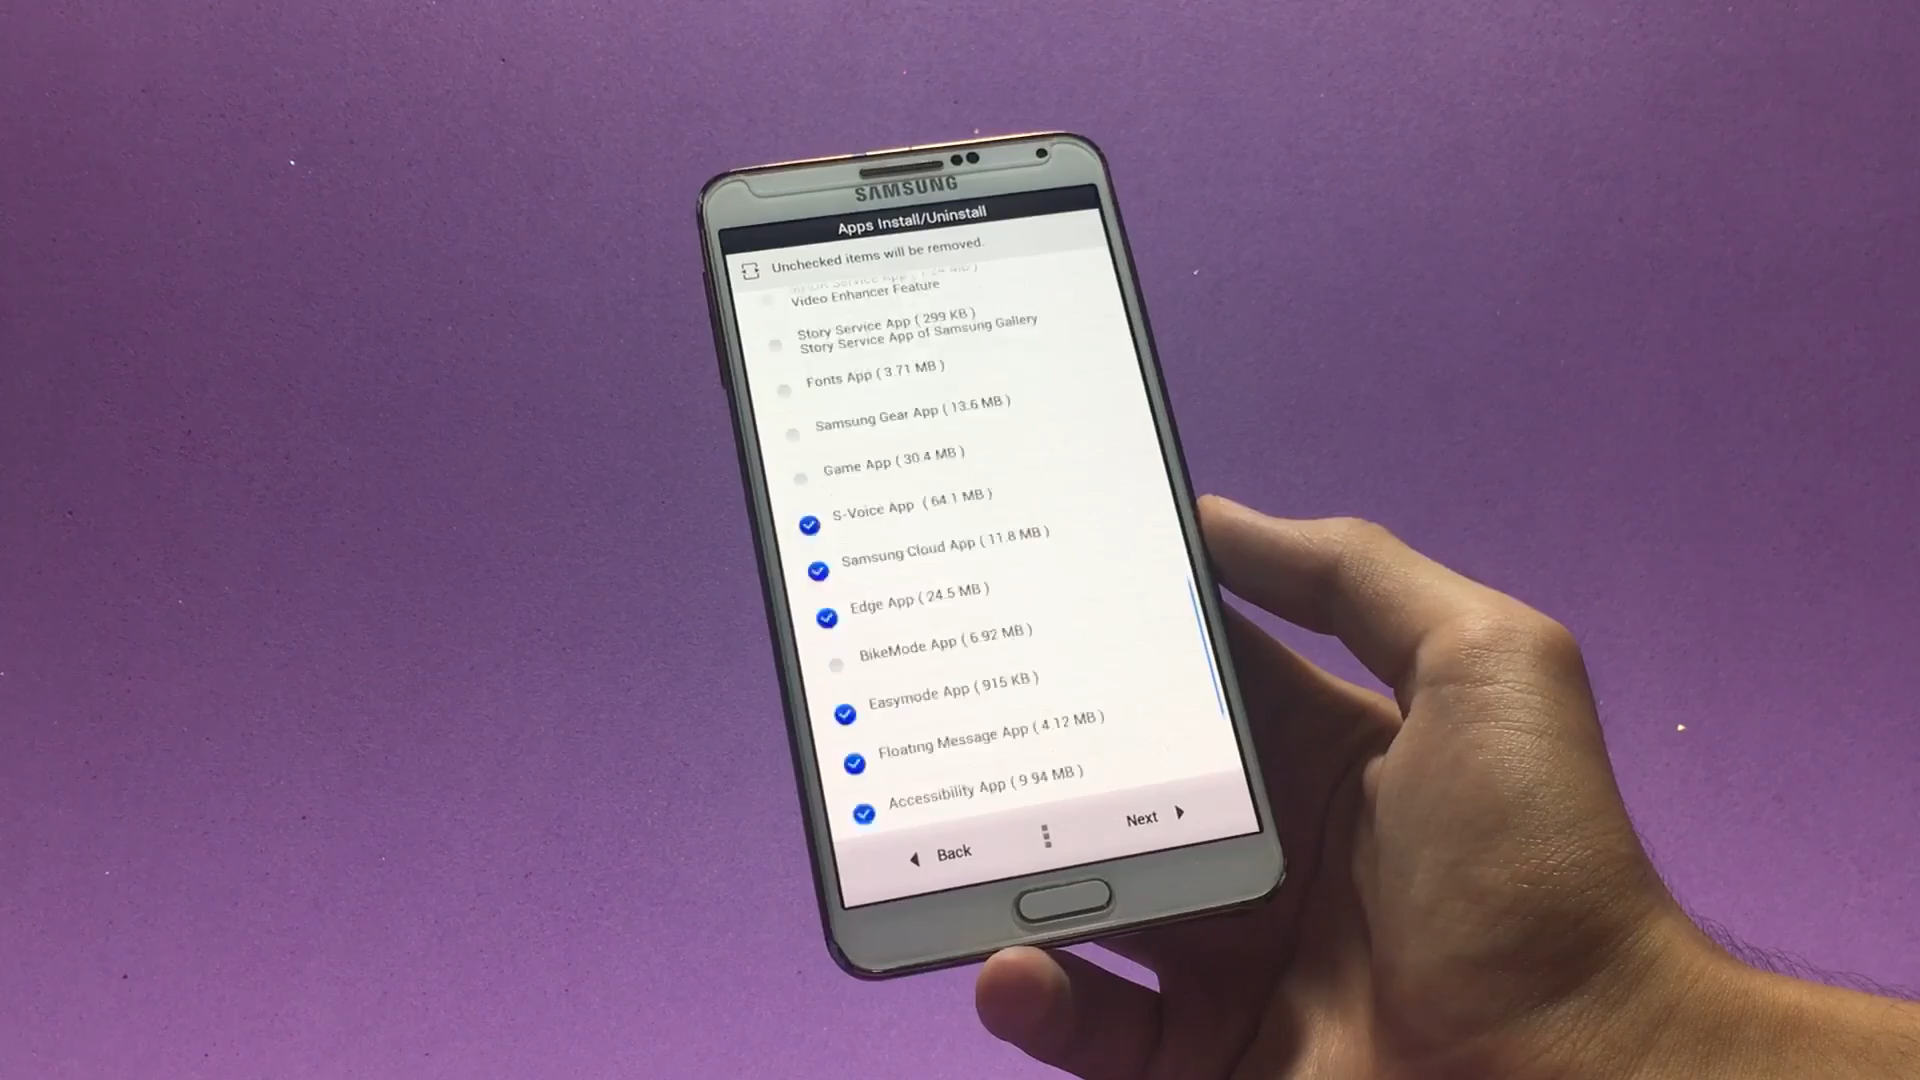 SAMSUNG
Apps Install/Uninstall
Unchecked items will be removed.
Service App
Video Enhancer Feature
Story Service App ( 299 KB )
Story Service App of Samsung Gallery
Fonts App ( 3.71 MB )
Samsung Gear App ( 13.6 MB )
Game App ( 30.4 MB )
S-Voice App ( 64.1 MB )
Samsung Cloud App ( 11.8 MB )
Edge App ( 24.5 MB )
BikeMode App ( 6.92 MB )
Easymode App ( 915 KB )
Floating Message App ( 4.12 MB )
Accessibility App ( 9.94 MB )
Back
Next